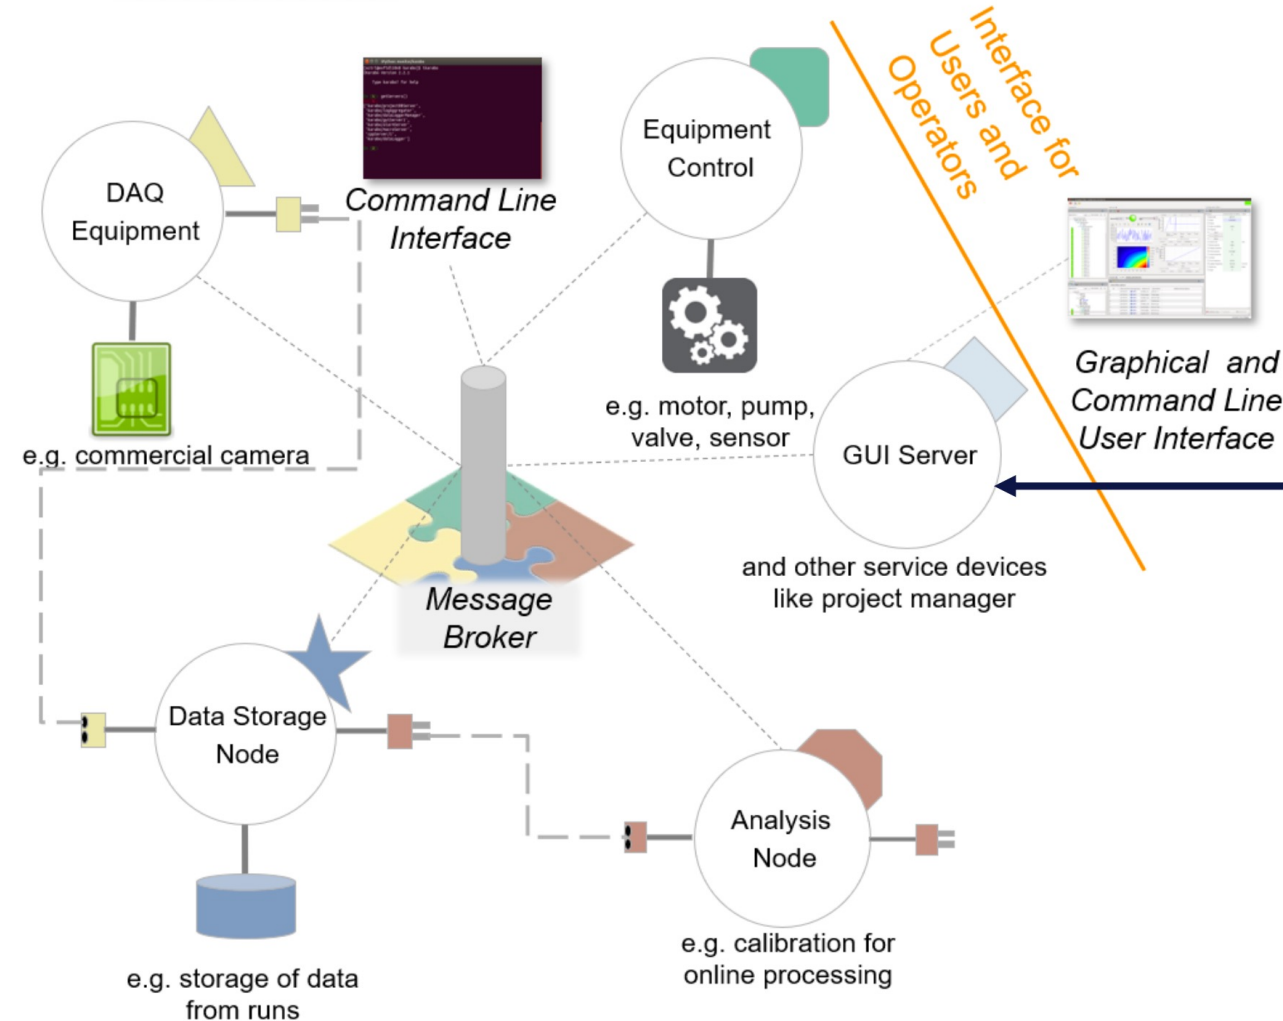 DAQ
Equipment
e.g. commercial camera
Command Line
Interface
Equipment
Control
e.g. motor, pump,
valve, sensor
Interface for
Users and
Operators
Graphical and
Command Line
User Interface
GUI Server
and other service devices
like project manager
Message
Broker
Data Storage
Node
e.g. storage of data
from runs
Analysis
Node
e.g. calibration for
online processing